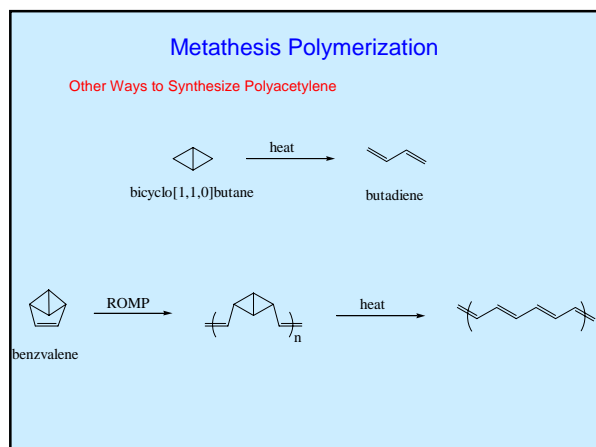 Metathesis Polymerization
Other Ways to Synthesize Polyacetylene
heat
bicyclo[1,1,0]butane
butadiene
ROMP
heat
n
benzvalene